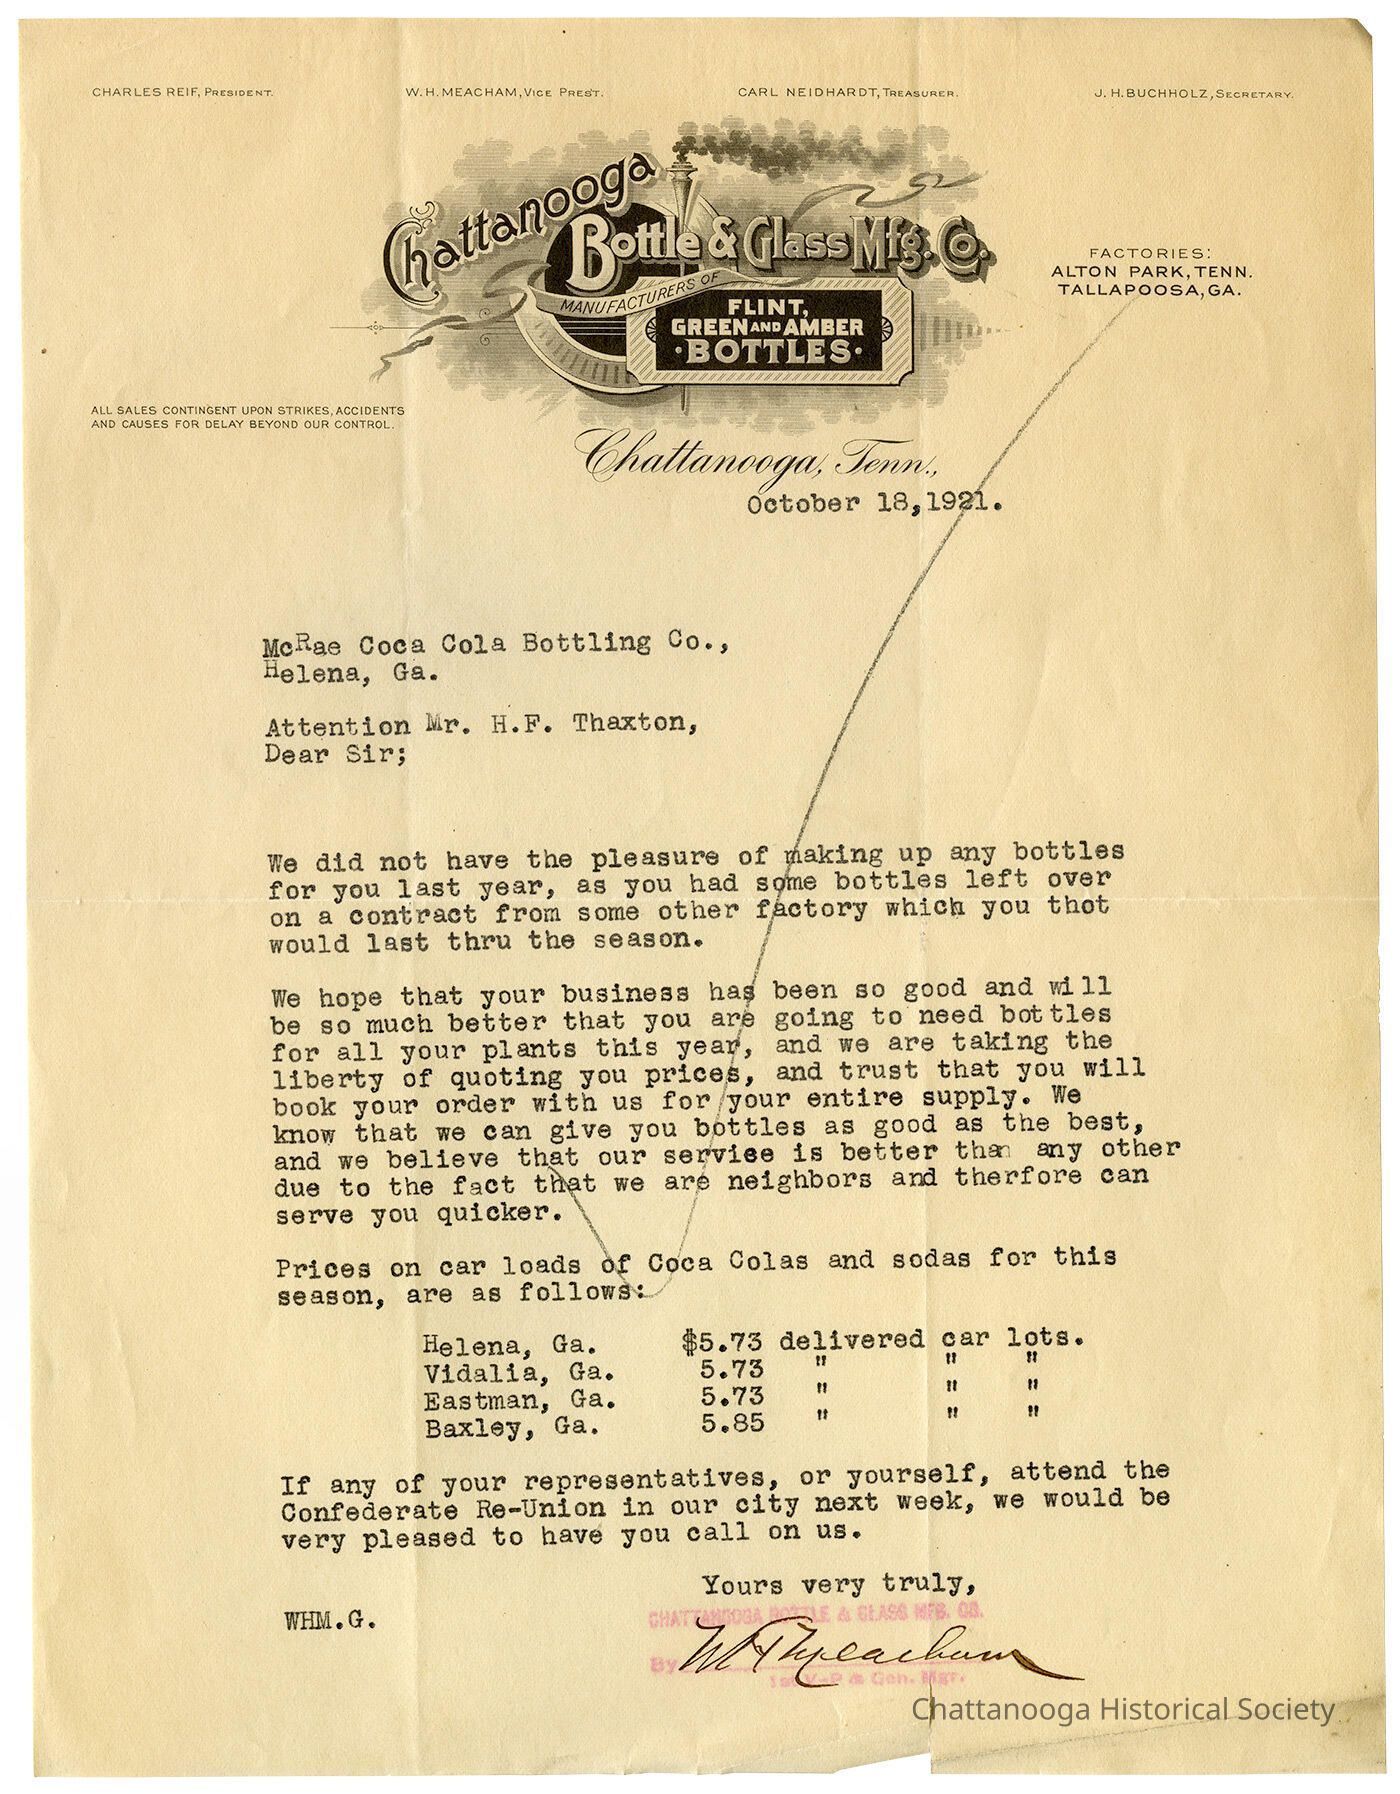 CHARLES REIF, PRESIDENT.
W. H. MEACHAM, VICE PRES'T.
CARL NEIDHARDT, TREASURER.
J. H. BUCHHOLZ, SECRETARY.
Chattanooga
Bottle & Glass Mfg. Co.
MANUFACTURERS OF
FLINT,
GREEN AND AMBER
·BOTTLES·
FACTORIES:
ALTON PARK, TENN.
TALLAPOOSA, GA.
ALL SALES CONTINGENT UPON STRIKES, ACCIDENTS
AND CAUSES FOR DELAY BEYOND OUR CONTROL.
Chattanooga, Tenn.,
October 18,1921.
McRae Coca Cola Bottling Co.,
Helena, Ga.
Attention Mr. H.F. Thaxton,
Dear Sir;
We did not have the pleasure of making up any bottles
for you last year, as you had some bottles left over
on a contract from some other factory which you thot
would last thru the season.
We hope that your business has been so good and will
be so much better that you are going to need bottles
for all your plants this year, and we are taking the
liberty of quoting you prices, and trust that you will
book your order with us for your entire supply. We
know that we can give you bottles as good as the best,
and we believe that our service is better than any other
due to the fact that we are neighbors and therfore can
serve you quicker.
Prices on car loads of Coca Colas and sodas for this
season, are as follows:
Helena, Ga. $5.73 delivered car lots.
Vidalia, Ga. 5.73 " " "
Eastman, Ga. 5.73 " " "
Baxley, Ga. 5.85 " " "
If any of your representatives, or yourself, attend the
Confederate Re-Union in our city next week, we would be
very pleased to have you call on us.
Yours very truly,
WHM.G.
CHATTANOOGA BOTTLE & GLASS MFG. CO.
By W H Meacham
1st V-P & Gen. Mgr.
Chattanooga Historical Society